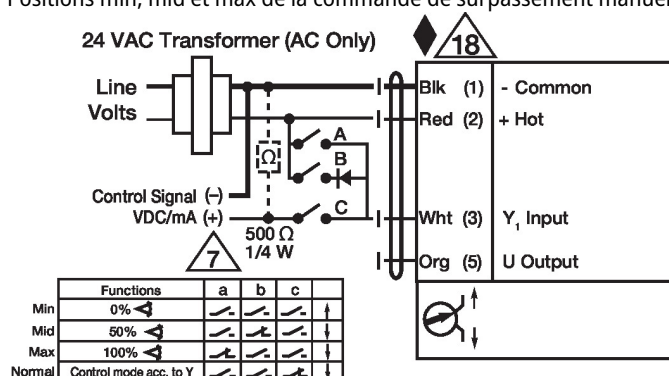 Positions min, mid et max de la commande de surpassement manuel
24 VAC Transformer (AC Only)
18
Line
Volts
Blk (1) - Common
Red (2) + Hot
A
B
C
Ω
Control Signal (–)
VDC/mA (+)
500 Ω
1/4 W
7
Wht (3) Y₁ Input
Org (5) U Output
Functions a b c
Min 0%
Mid 50%
Max 100%
Normal Control mode acc. to Y